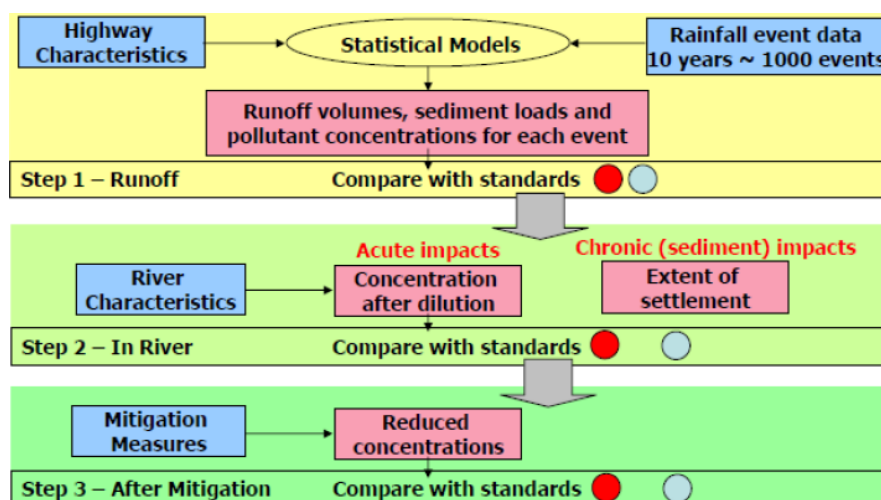 Highway
Characteristics
Statistical Models
Rainfall event data
10 years ~ 1000 events
Runoff volumes, sediment loads and
pollutant concentrations for each event
Step 1 – Runoff
Compare with standards
Acute impacts
Chronic (sediment) impacts
River
Characteristics
Concentration
after dilution
Extent of
settlement
Step 2 – In River
Compare with standards
Mitigation
Measures
Reduced
concentrations
Step 3 – After Mitigation
Compare with standards